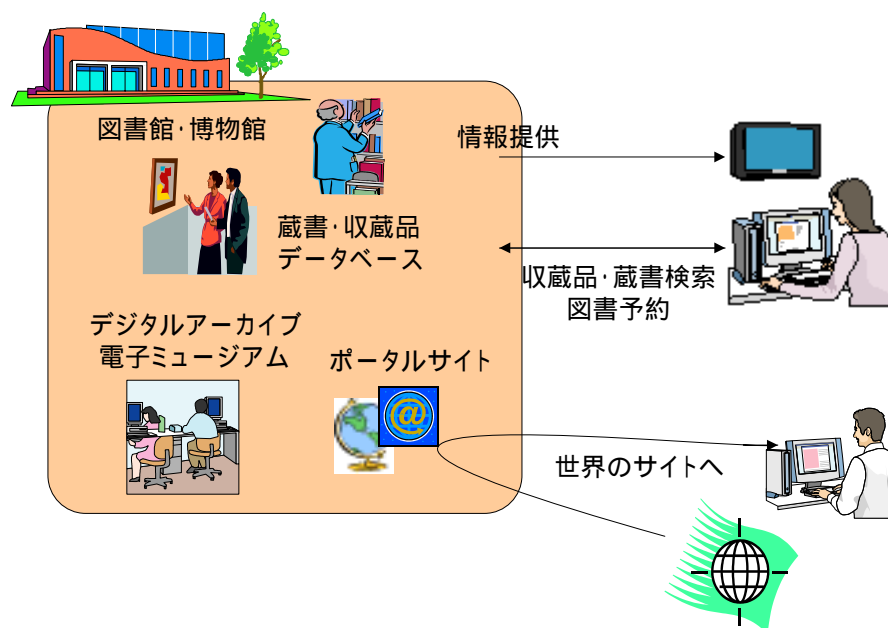 図書館・博物館
情報提供
蔵書・収蔵品
データベース
収蔵品・蔵書検索
図書予約
デジタルアーカイブ
電子ミュージアム
ポータルサイト
@
世界のサイトへ